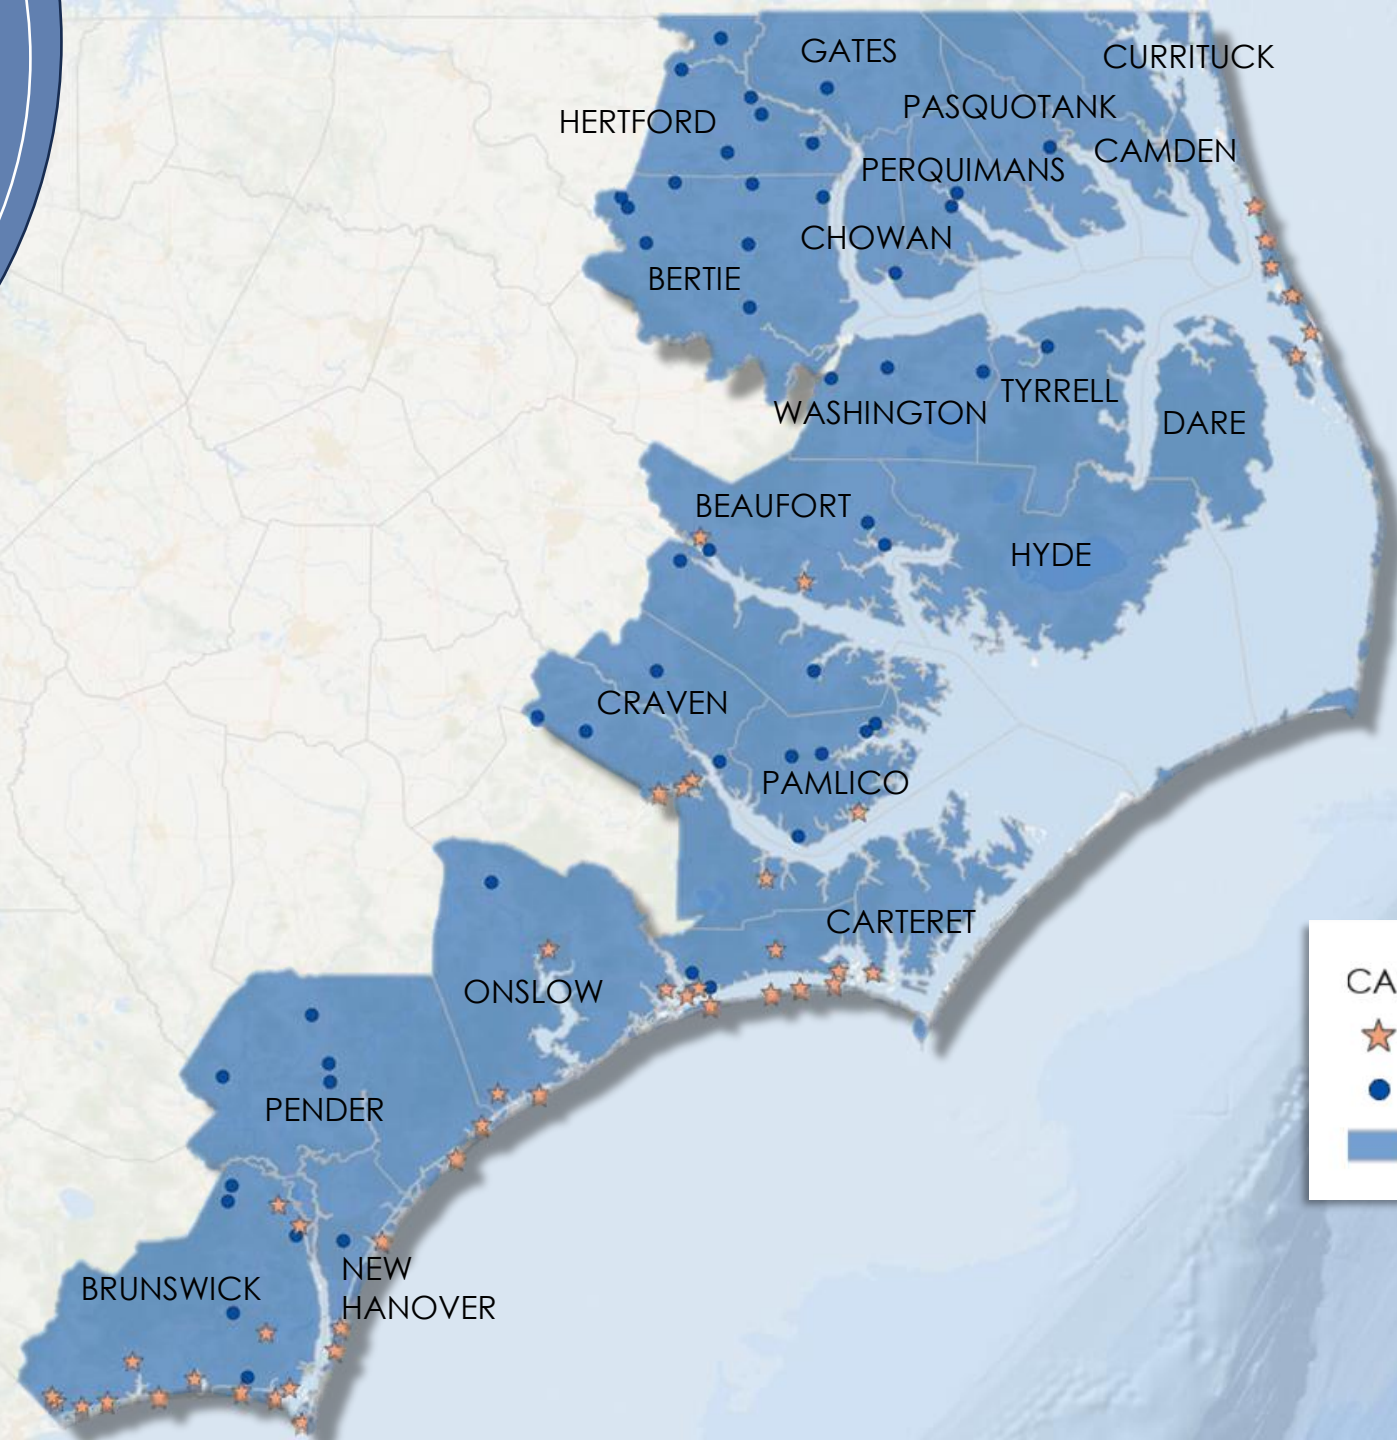 GATES
CURRITUCK
PASQUOTANK
HERTFORD
CAMDEN
PERQUIMANS
CHOWAN
BERTIE
TYRRELL
WASHINGTON
DARE
BEAUFORT
HYDE
CRAVEN
PAMLICO
CARTERET
CA
ONSLOW
PENDER
NEW
HANOVER
BRUNSWICK